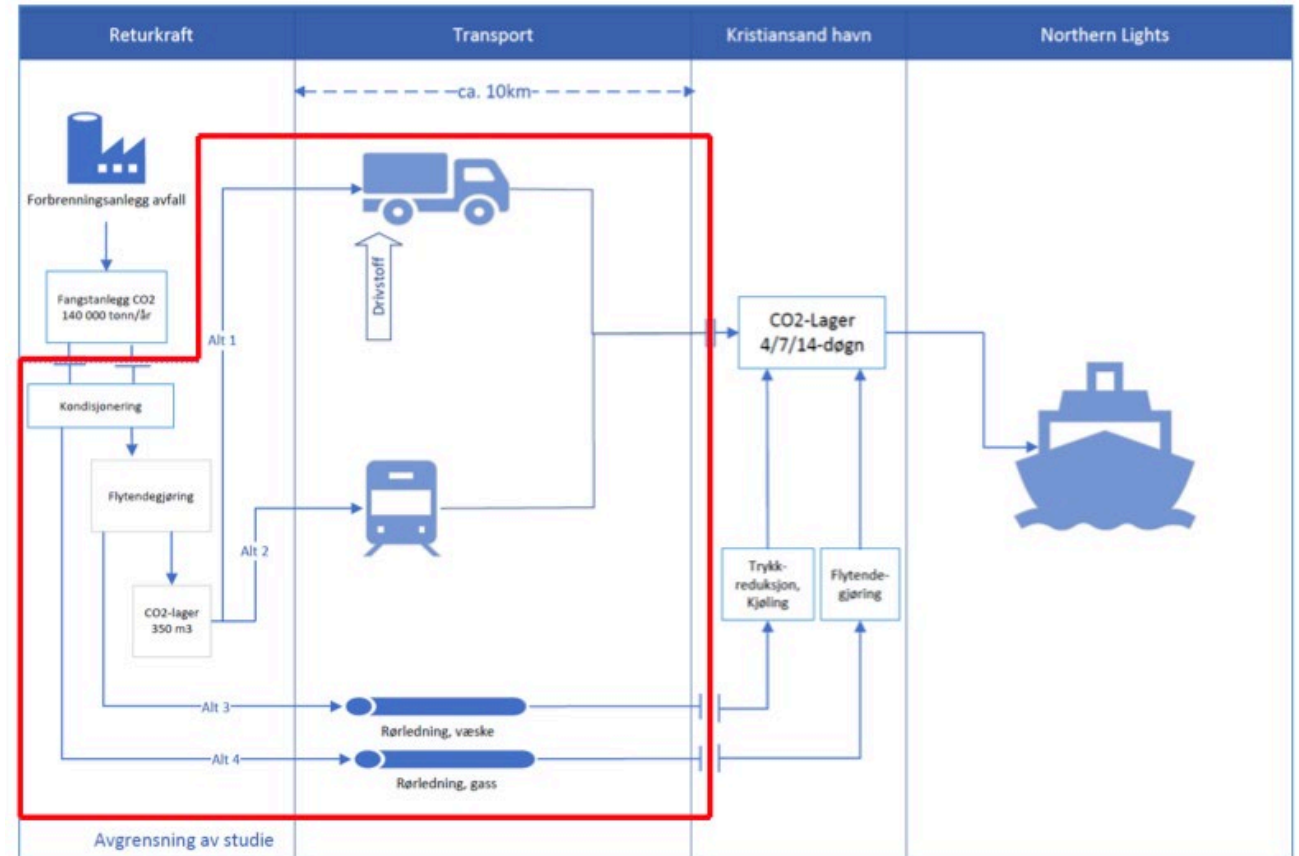 Returkraft
Transport
Kristiansand havn
Northern Lights
ca. 10km
Forbrenningsanlegg avfall
Fangstanlegg CO2
140 000 tonn/år
Alt 1
Drivstoff
CO2-Lager
4/7/14-døgn
Kondisjonering
Flytendegjøring
Alt 2
CO2-lager
350 m3
Trykk-
reduksjon,
Kjøling
Flytende-
gjøring
Alt 3
Rørledning, væske
Alt 4
Rørledning, gass
Avgrensning av studie